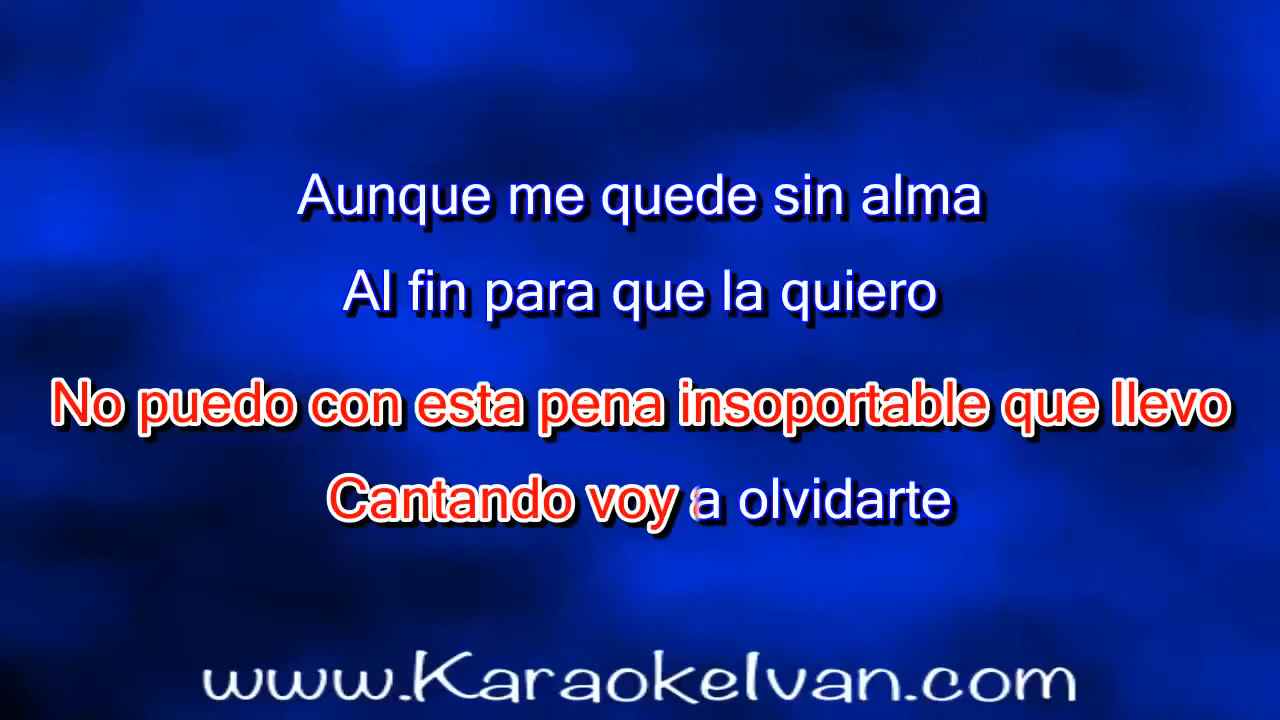 Aunque me quede sin alma
Al fin para que la quiero
No puedo con esta pena insoportable que llevo
Cantando voy a olvidarte
www.KaraokeIvan.com